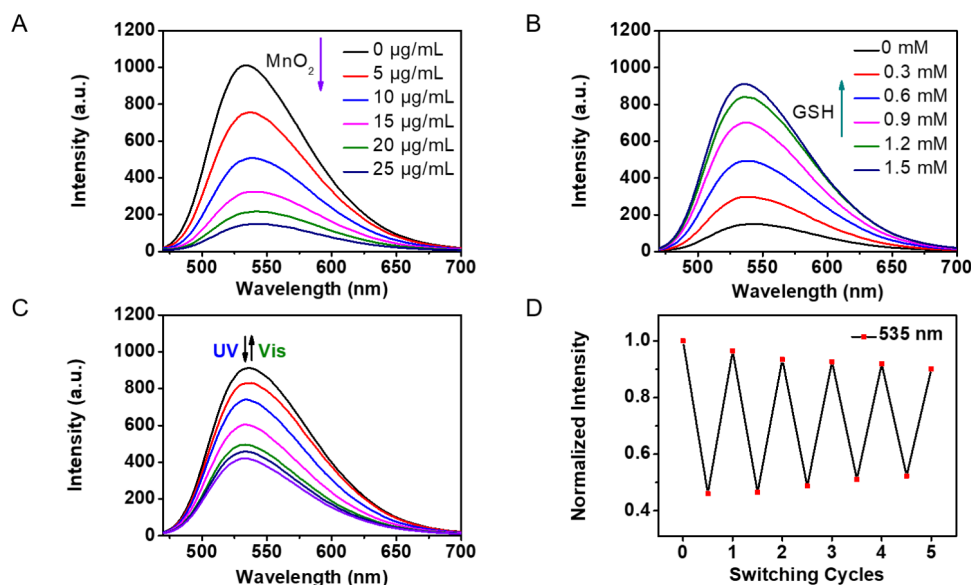 A
1200
1000
800
600
400
200
0
Intensity (a.u.)
500 550 600 650 700
Wavelength (nm)
MnO2
0 µg/mL
5 µg/mL
10 µg/mL
15 µg/mL
20 µg/mL
25 µg/mL
B
1200
1000
800
600
400
200
0
Intensity (a.u.)
500 550 600 650 700
Wavelength (nm)
GSH
0 mM
0.3 mM
0.6 mM
0.9 mM
1.2 mM
1.5 mM
C
1200
1000
800
600
400
200
0
Intensity (a.u.)
500 550 600 650 700
Wavelength (nm)
UV Vis
D
1.0
0.8
0.6
0.4
Normalized Intensity
0 1 2 3 4 5
Switching Cycles
535 nm